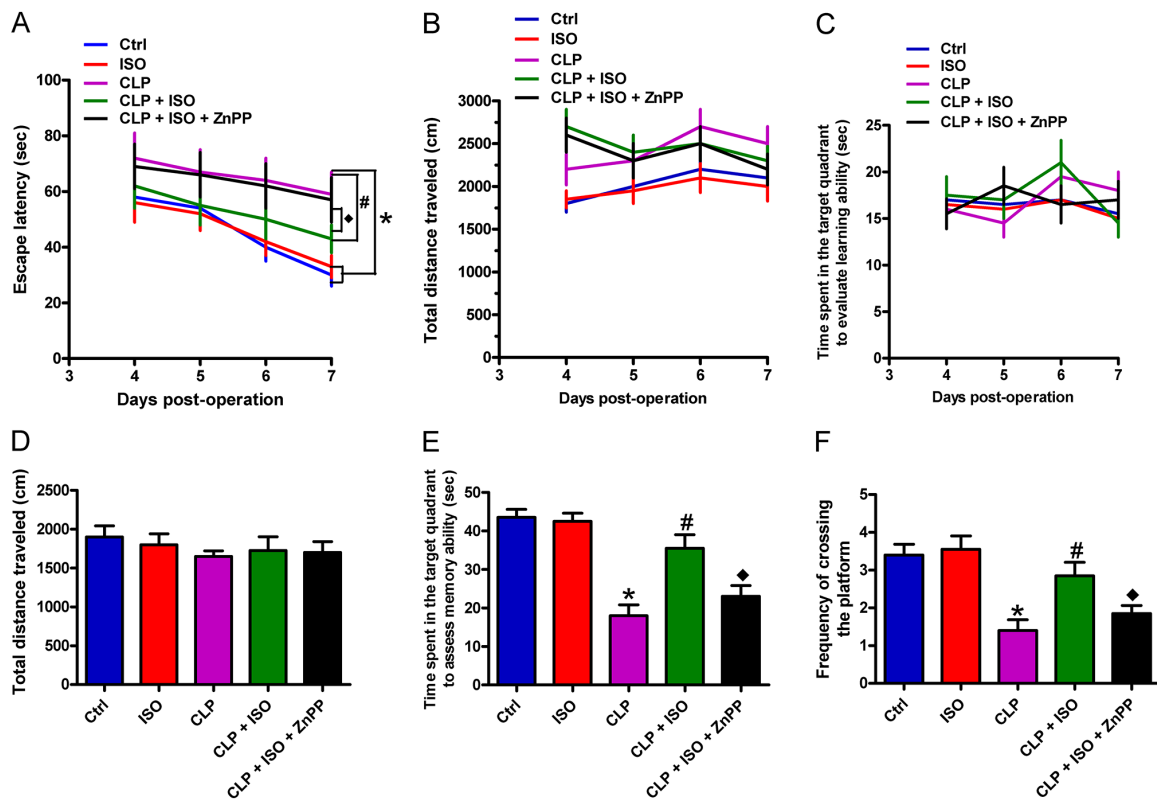 A
Ctrl
ISO
CLP
CLP + ISO
CLP + ISO + ZnPP
Escape latency (sec)
100
80
60
40
20
0
3
4
5
6
7
Days post-operation
◆
#
*
B
Ctrl
ISO
CLP
CLP + ISO
CLP + ISO + ZnPP
Total distance traveled (cm)
3000
2500
2000
1500
1000
500
0
3
4
5
6
7
Days post-operation
C
Ctrl
ISO
CLP
CLP + ISO
CLP + ISO + ZnPP
Time spent in the target quadrant
to evaluate learning ability (sec)
25
20
15
10
5
0
3
4
5
6
7
Days post-operation
D
Total distance traveled (cm)
2500
2000
1500
1000
500
0
Ctrl
ISO
CLP
CLP + ISO
CLP + ISO + ZnPP
E
Time spent in the target quadrant
to assess memory ability (sec)
50
40
30
20
10
0
*
#
◆
Ctrl
ISO
CLP
CLP + ISO
CLP + ISO + ZnPP
F
Frequency of crossing
the platform
5
4
3
2
1
0
*
#
◆
Ctrl
ISO
CLP
CLP + ISO
CLP + ISO + ZnPP